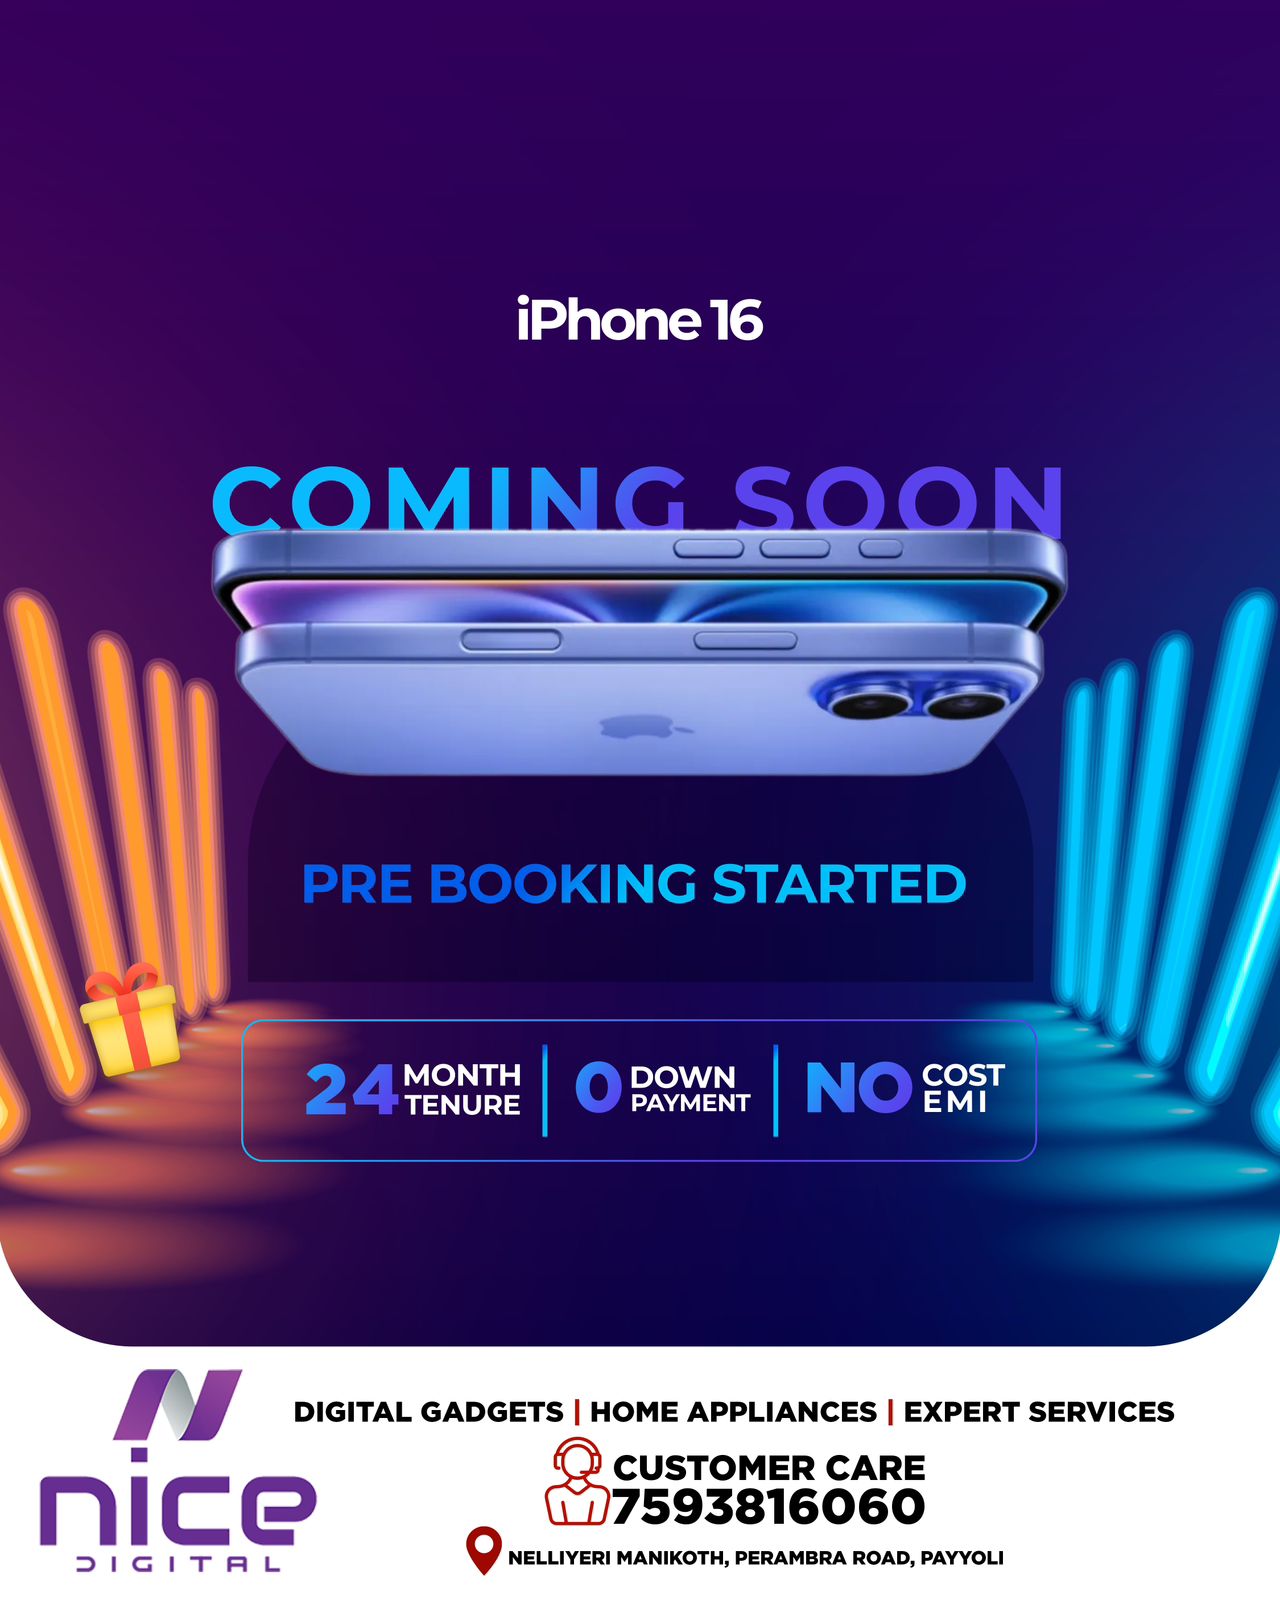 iPhone 16
COMING SOON
PRE BOOKING STARTED
24 MONTH TENURE
0 DOWN PAYMENT
NO COST EMI
nice
DIGITAL
DIGITAL GADGETS | HOME APPLIANCES | EXPERT SERVICES
CUSTOMER CARE
7593816060
NELLIYERI MANIKOTH, PERAMBRA ROAD, PAYYOLI